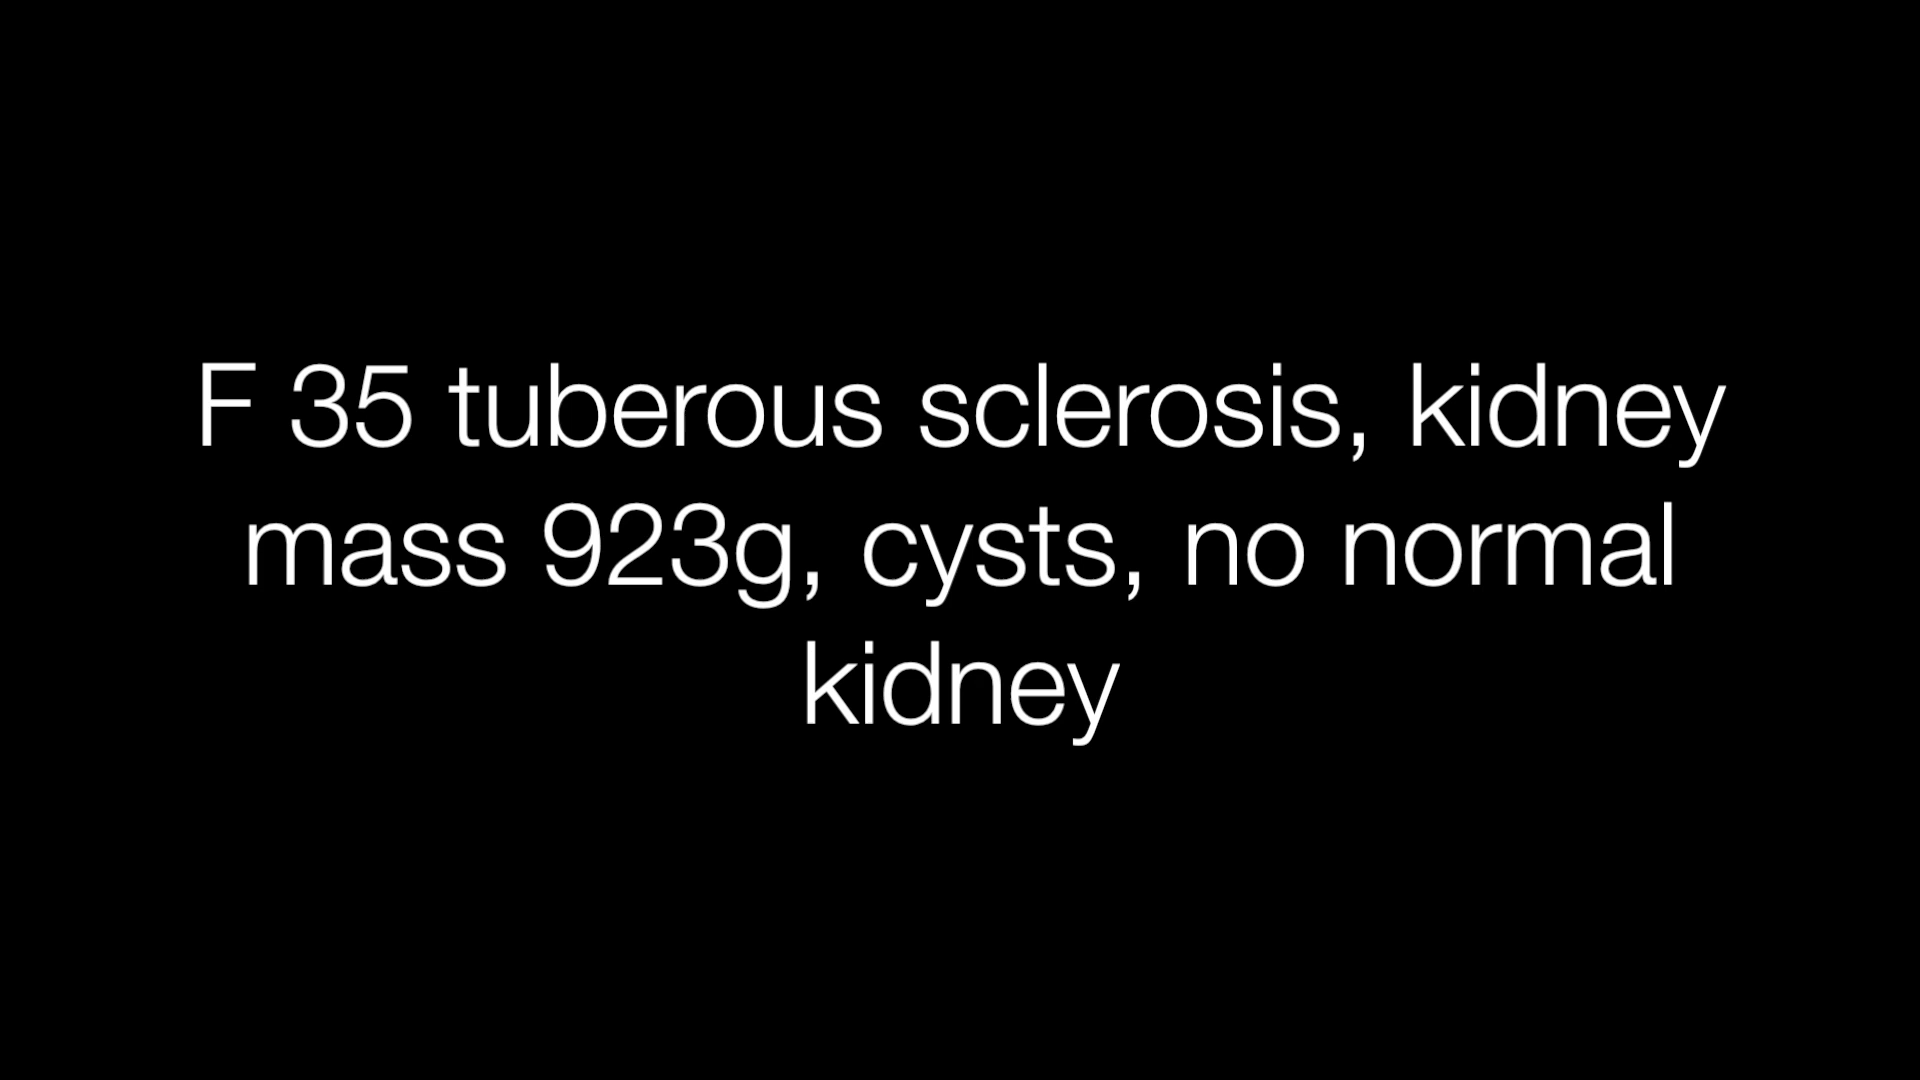 F 35 tuberous sclerosis, kidney
mass 923g, cysts, no normal
kidney